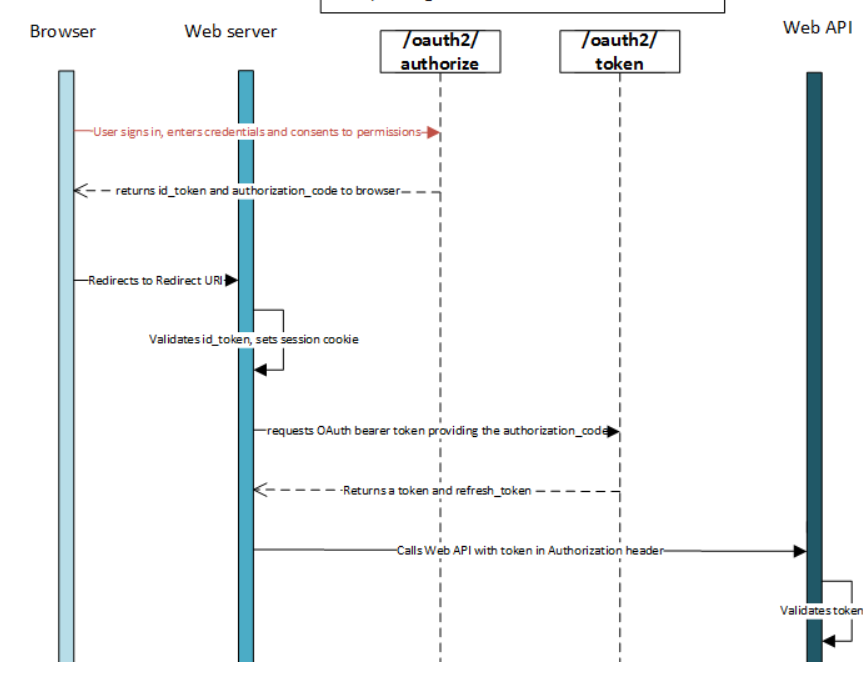 Browser
Web server
/oauth2/
authorize
/oauth2/
token
Web API
User signs in, enters credentials and consents to permissions
returns id_token and authorization_code to browser
Redirects to Redirect URI
Validates id_token, sets session cookie
requests OAuth bearer token providing the authorization_code
Returns a token and refresh_token
Calls Web API with token in Authorization header
Validates token